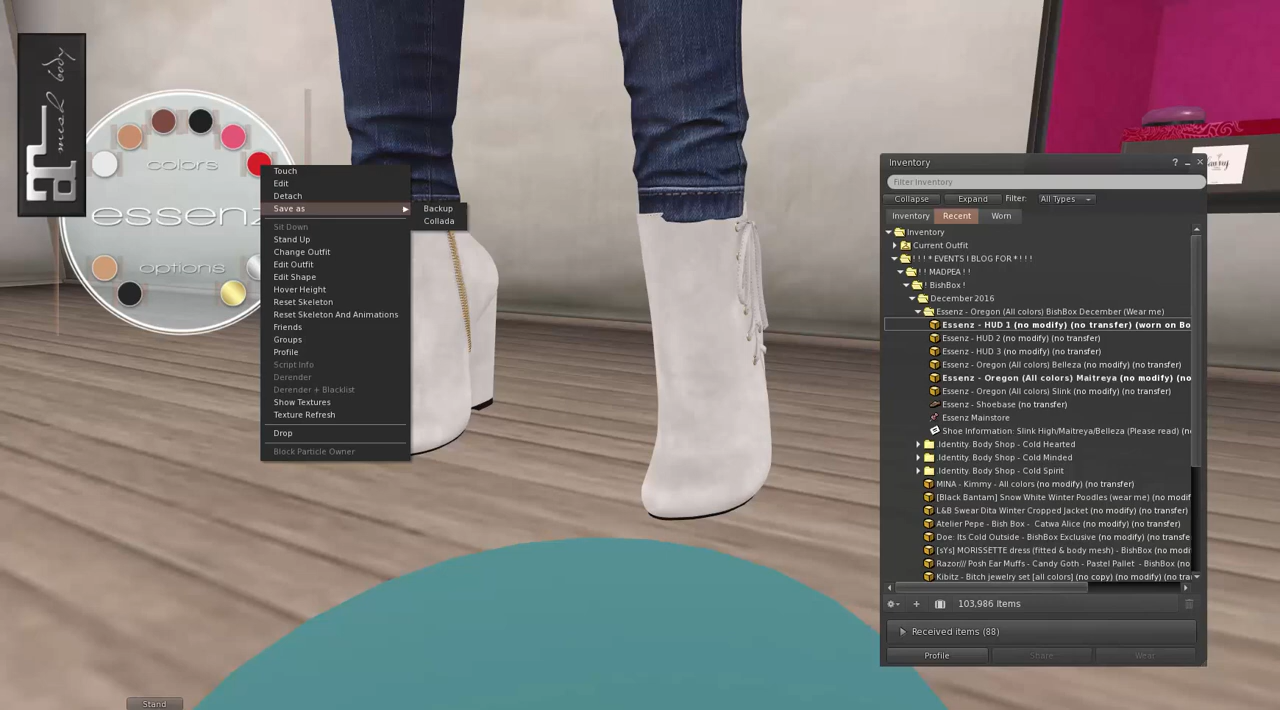 mesh body
colors
essenz
options
Touch
Edit
Detach
Save as
Backup
Collada
Sit Down
Stand Up
Change Outfit
Edit Outfit
Edit Shape
Hover Height
Reset Skeleton
Reset Skeleton And Animations
Friends
Groups
Profile
Script Info
Derender
Derender + Blacklist
Show Textures
Texture Refresh
Drop
Block Particle Owner
Stand
Inventory
?
Filter Inventory
Collapse Expand Filter: All Types
Inventory Recent Worn
Inventory
Current Outfit
! ! ! * EVENTS I BLOG FOR * ! ! !
! ! MADPEA ! !
! BishBox !
December 2016
Essenz - Oregon (All colors) BishBox December (Wear me)
Essenz - HUD 1 (no modify) (no transfer) (worn on Bo
Essenz - HUD 2 (no modify) (no transfer)
Essenz - HUD 3 (no modify) (no transfer)
Essenz - Oregon (All colors) Belleza (no modify) (no transfer)
Essenz - Oregon (All colors) Maitreya (no modify) (no
Essenz - Oregon (All colors) Slink (no modify) (no transfer)
Essenz - Shoebase (no transfer)
Essenz Mainstore
Shoe Information: Slink High/Maitreya/Belleza (Please read) (n
.Identity. Body Shop - Cold Hearted
.Identity. Body Shop - Cold Minded
.Identity. Body Shop - Cold Spirit
MINA - Kimmy - All colors (no modify) (no transfer)
[Black Bantam] Snow White Winter Poodles (wear me) (no modif
L&B Swear Dita Winter Cropped Jacket (no modify) (no transfer)
Atelier Pepe - Bish Box - Catwa Alice (no modify) (no transfer)
Doe: Its Cold Outside - BishBox Exclusive (no modify) (no transfer)
[sYs] MORISSETTE dress (fitted & body mesh) - BishBox (no modi
Razor/// Posh Ear Muffs - Candy Goth - Pastel Pallet - BishBox (no
Kibitz - Bitch jewelry set [all colors] (no copy) (no modify) (no tra
103,986 Items
Received items (88)
Profile Share Wear